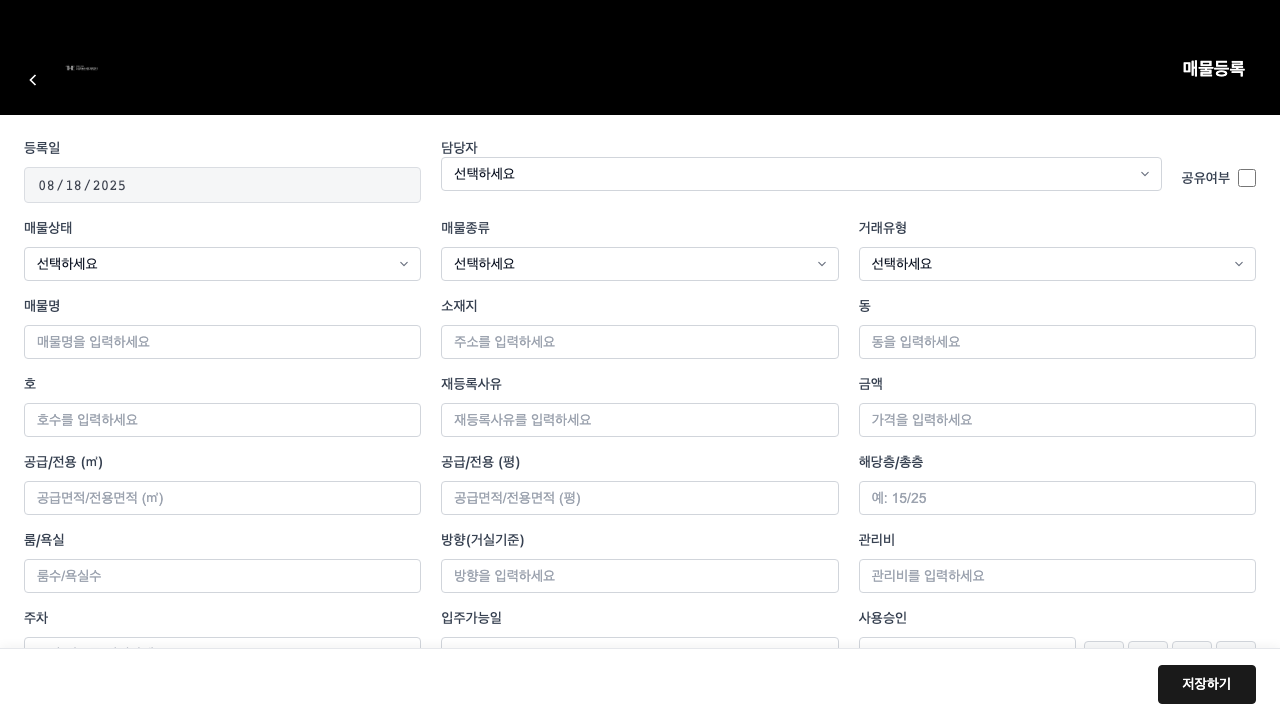 매물등록
등록일
담당자
08/18/2025
선택하세요
공유여부
매물상태
매물종류
거래유형
선택하세요
선택하세요
선택하세요
매물명
소재지
동
매물명을 입력하세요
주소를 입력하세요
동을 입력하세요
호
재등록사유
금액
호수를 입력하세요
재등록사유를 입력하세요
가격을 입력하세요
공급/전용 (㎡)
공급/전용 (평)
해당층/총층
공급면적/전용면적 (㎡)
공급면적/전용면적 (평)
예: 15/25
룸/욕실
방향(거실기준)
관리비
룸수/욕실수
방향을 입력하세요
관리비를 입력하세요
주차
입주가능일
사용승인
저장하기